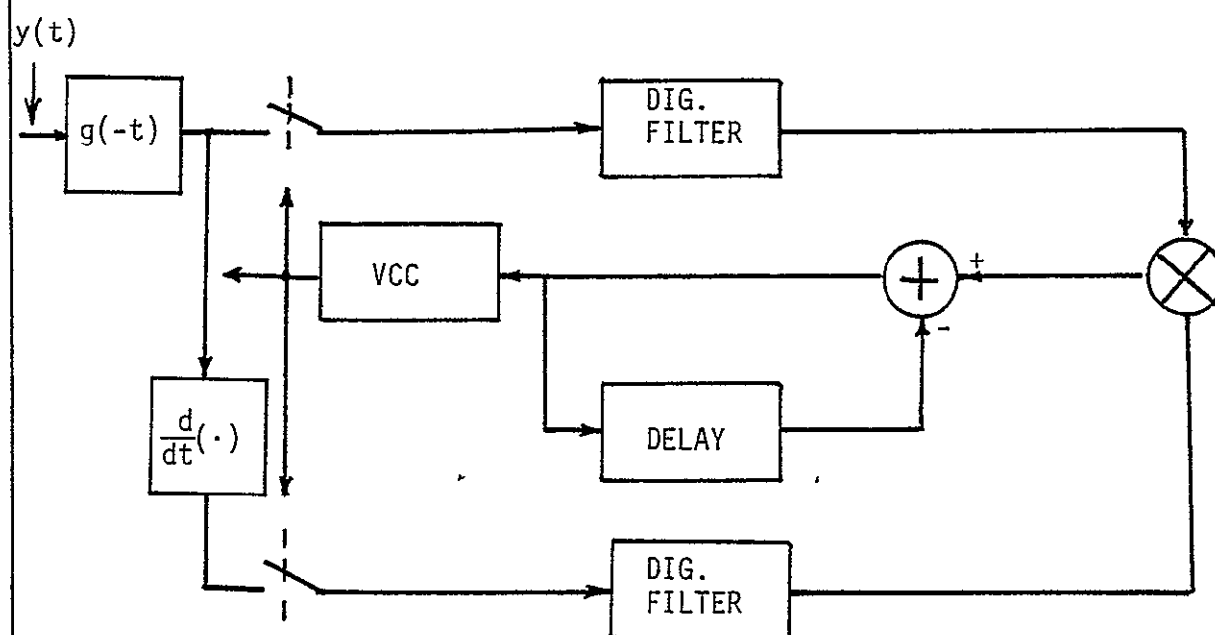 y(t)
g(-t)
DIG.
FILTER
VCC
+
+
-
d/dt(·)
DELAY
DIG.
FILTER